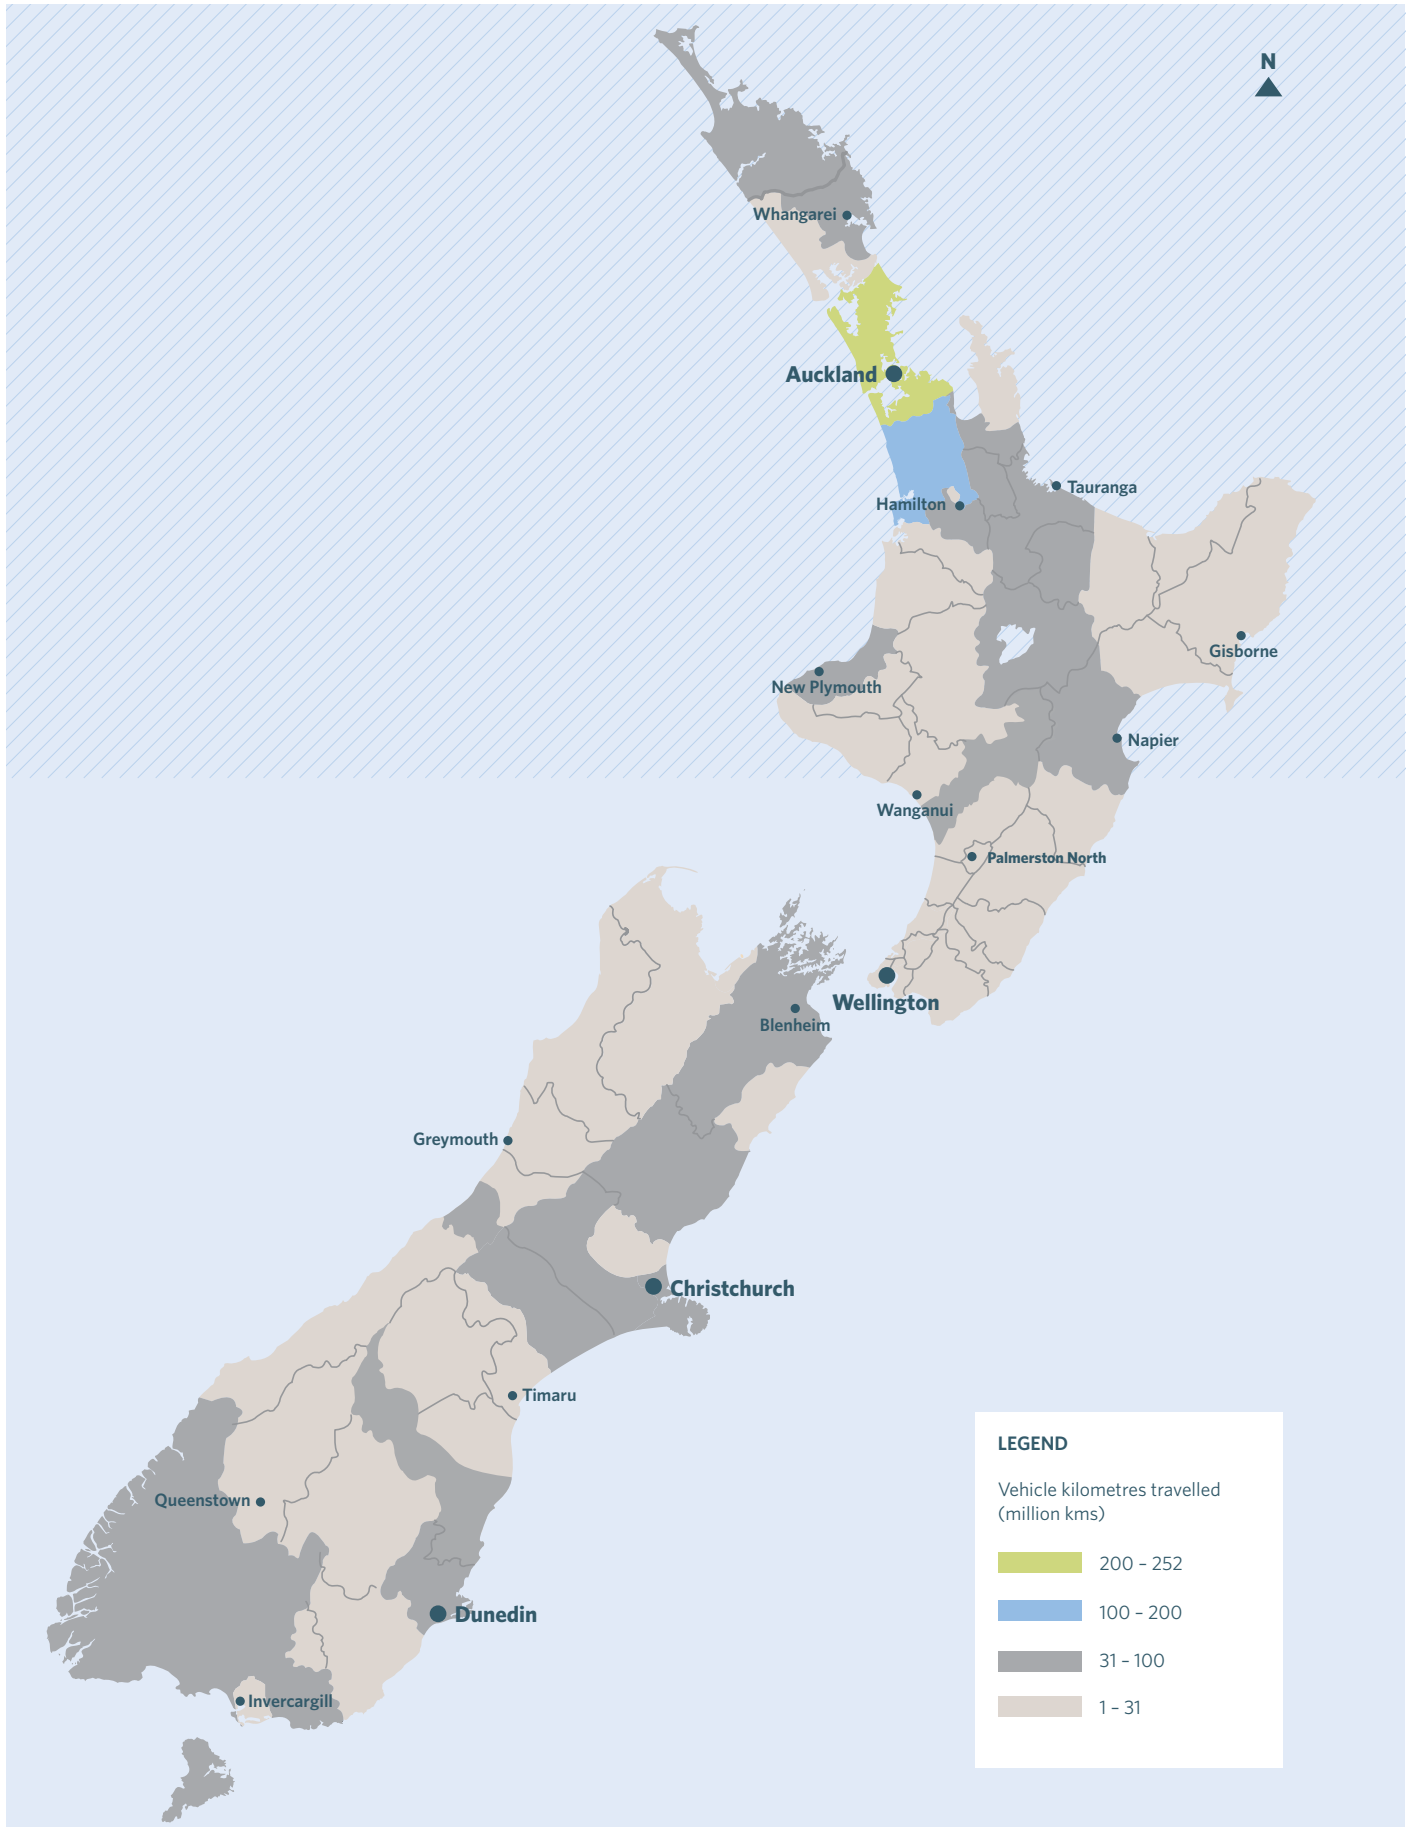 N
Whangarei
Auckland
Tauranga
Hamilton
Gisborne
New Plymouth
Napier
Wanganui
Palmerston North
Wellington
Blenheim
Greymouth
Christchurch
Timaru
Queenstown
Dunedin
Invercargill
LEGEND
Vehicle kilometres travelled
(million kms)
200 – 252
100 – 200
31 – 100
1 – 31